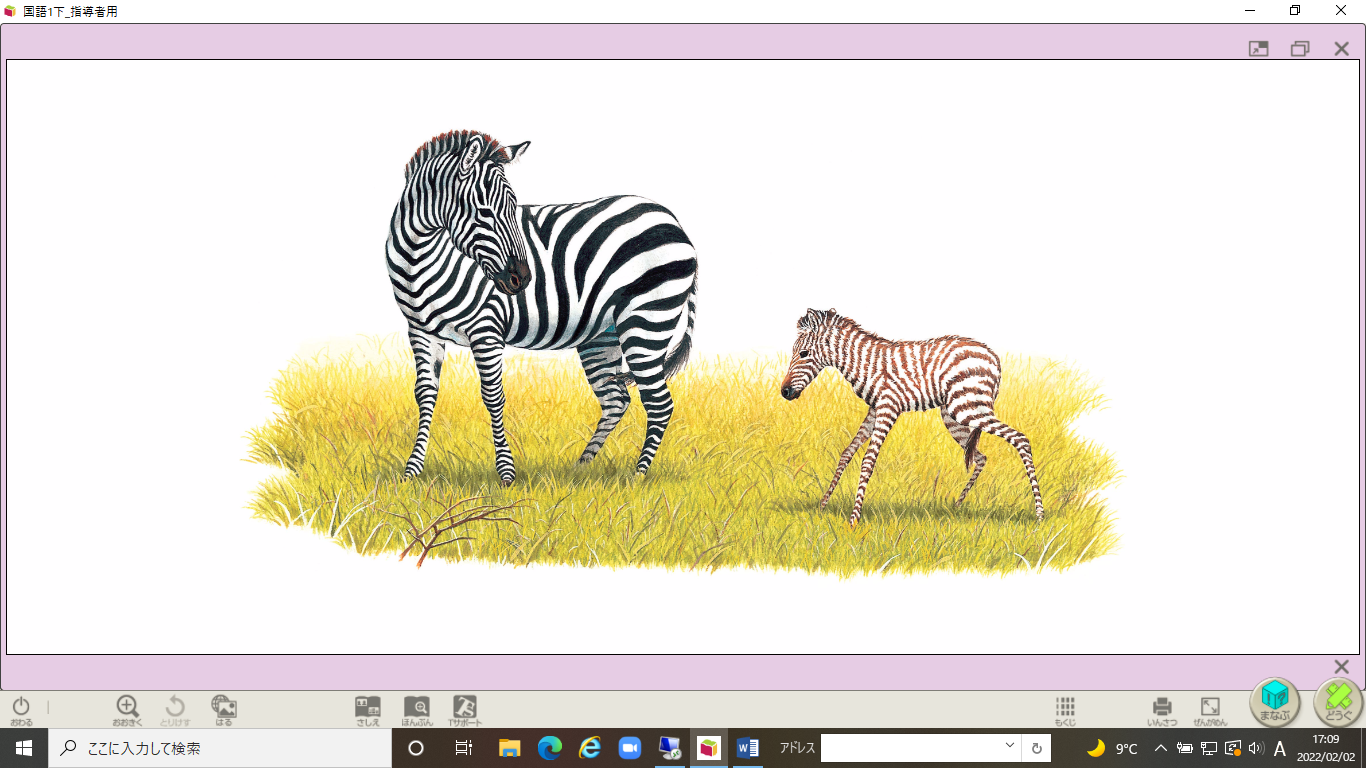 国語1下_指導者用
おわる
おおきく
とりけす
はる
さしえ
ほんぶん
Tサポート
もくじ
いんさつ
ぜんがめん
まなぶ
どうぐ
ここに入力して検索
アドレス
9°C
A
17:09
2022/02/02